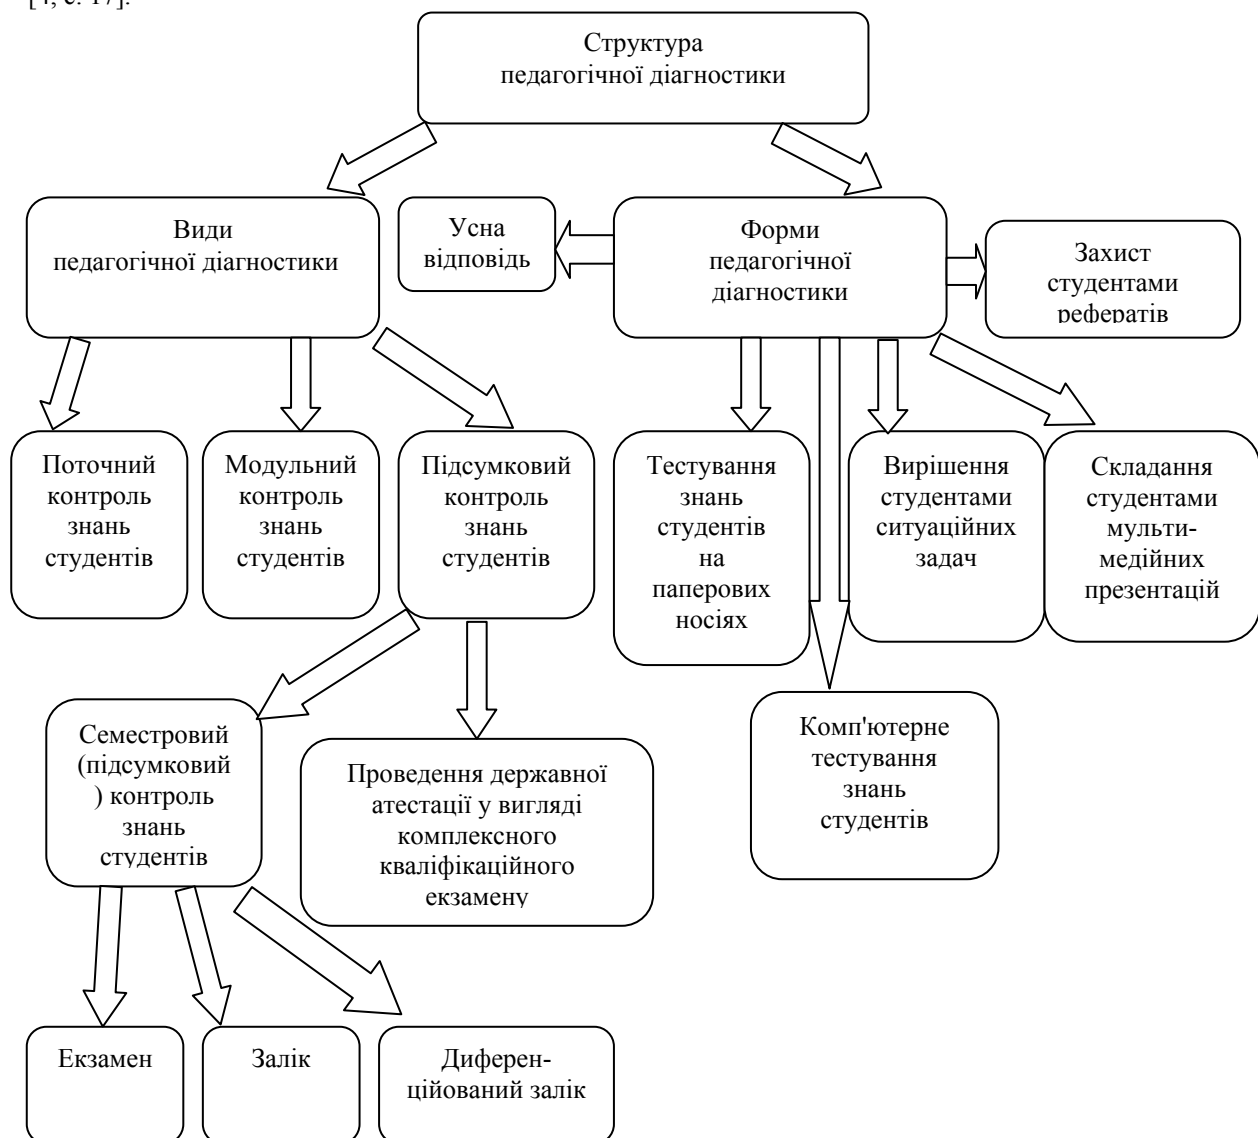 [4, с. 17].
Структура
педагогічної діагностики
Види
педагогічної діагностики
Усна
відповідь
Форми
педагогічної
діагностики
Захист
студентами
рефератів
Поточний
контроль
знань
студентів
Модульний
контроль
знань
студентів
Підсумковий
контроль
знань
студентів
Тестування
знань
студентів
на
паперових
носіях
Вирішення
студентами
ситуаційних
задач
Складання
студентами
мульти-
медійних
презентацій
Семестровий
(підсумковий
) контроль
знань
студентів
Проведення державної
атестації у вигляді
комплексного
кваліфікаційного
екзамену
Комп'ютерне
тестування
знань
студентів
Екзамен
Залік
Диферен-
ційований залік